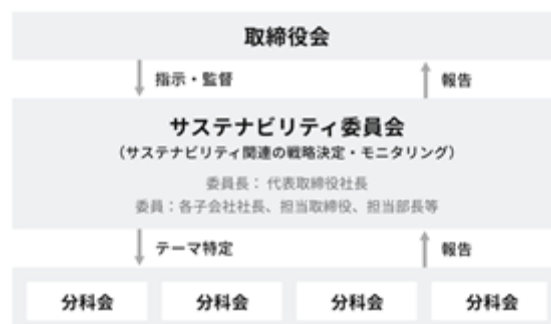 取締役会
指示・監督
報告
サステナビリティ委員会
（サステナビリティ関連の戦略決定・モニタリング）
委員長： 代表取締役社長
委員：各子会社社長、担当取締役、担当部長等
テーマ特定
報告
分科会
分科会
分科会
分科会